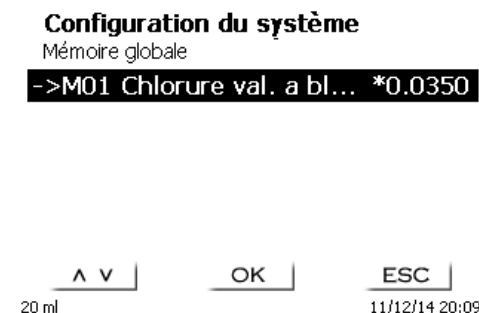 Configuration du système
Mémoire globale
->M01 Chlorure val. a bl... *0.0350
∧ ∨ OK ESC
20 ml 11/12/14 20:09